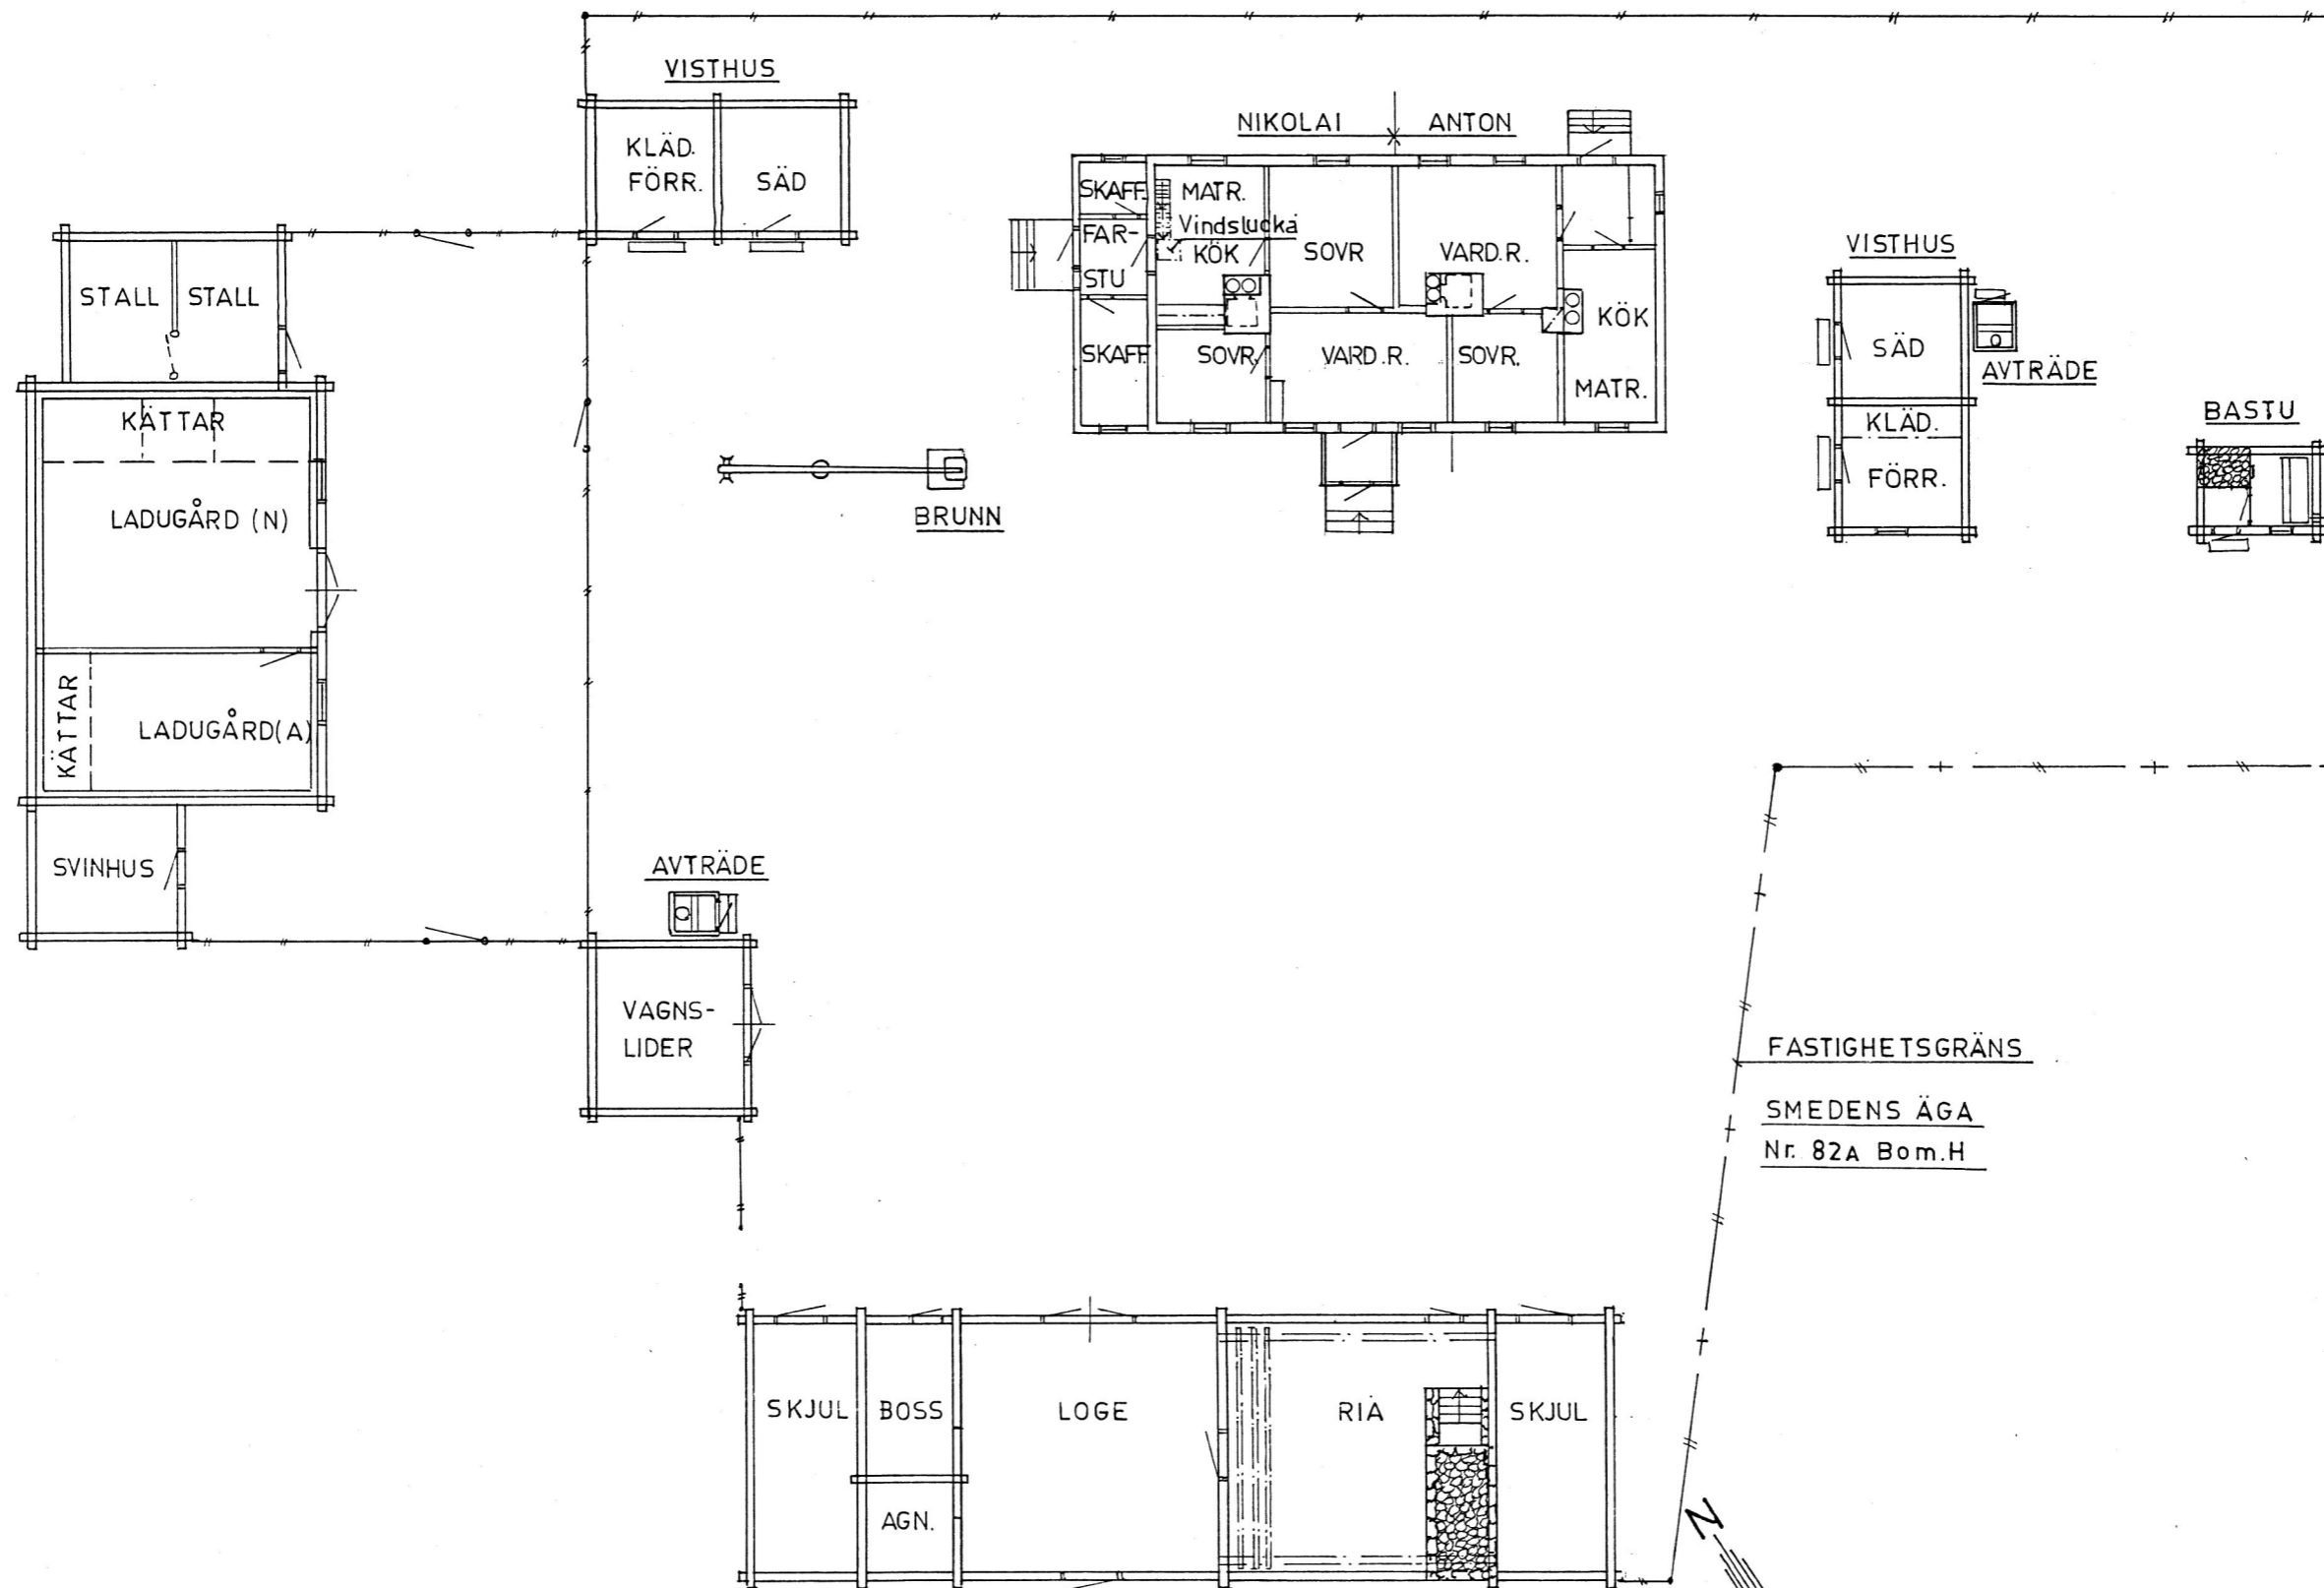 VISTHUS
KLÄD.
FÖRR.
SÄD
NIKOLAI
ANTON
SKAFF.
MATR.
Vindslucka
FAR-
STU
KÖK
SOVR
VARD.R.
KÖK
SKAFF.
SOVR.
VARD.R.
SOVR.
MATR.
VISTHUS
SÄD
KLÄD.
FÖRR.
AVTRÄDE
BASTU
STALL
STALL
KÄTTAR
LADUGÅRD (N)
KÄTTAR
LADUGÅRD(A)
SVINHUS
BRUNN
AVTRÄDE
VAGNS-
LIDER
FASTIGHETSGRÄNS
SMEDENS ÄGA
Nr. 82A Bom.H
SKJUL
BOSS
AGN.
LOGE
RIA
SKJUL
N